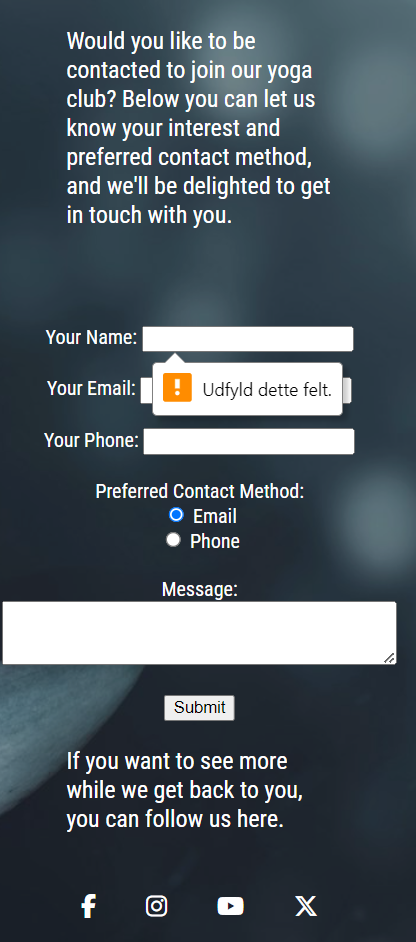 Would you like to be
contacted to join our yoga
club? Below you can let us
know your interest and
preferred contact method,
and we'll be delighted to get
in touch with you.
Your Name:
Udfyld dette felt.
Your Email:
Your Phone:
Preferred Contact Method:
Email
Phone
Message:
Submit
If you want to see more
while we get back to you,
you can follow us here.